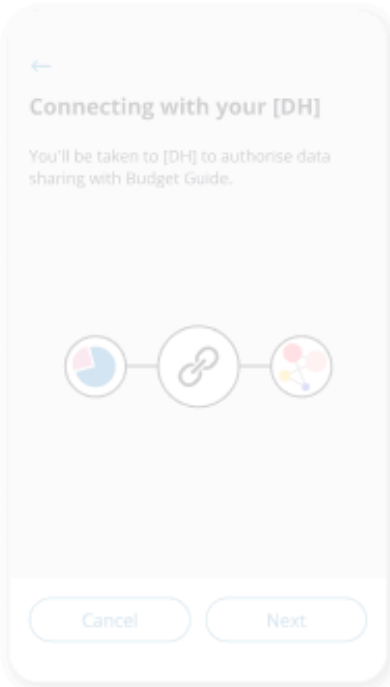 Connecting with your [DH]
You'll be taken to [DH] to authorise data
sharing with Budget Guide.
Cancel
Next